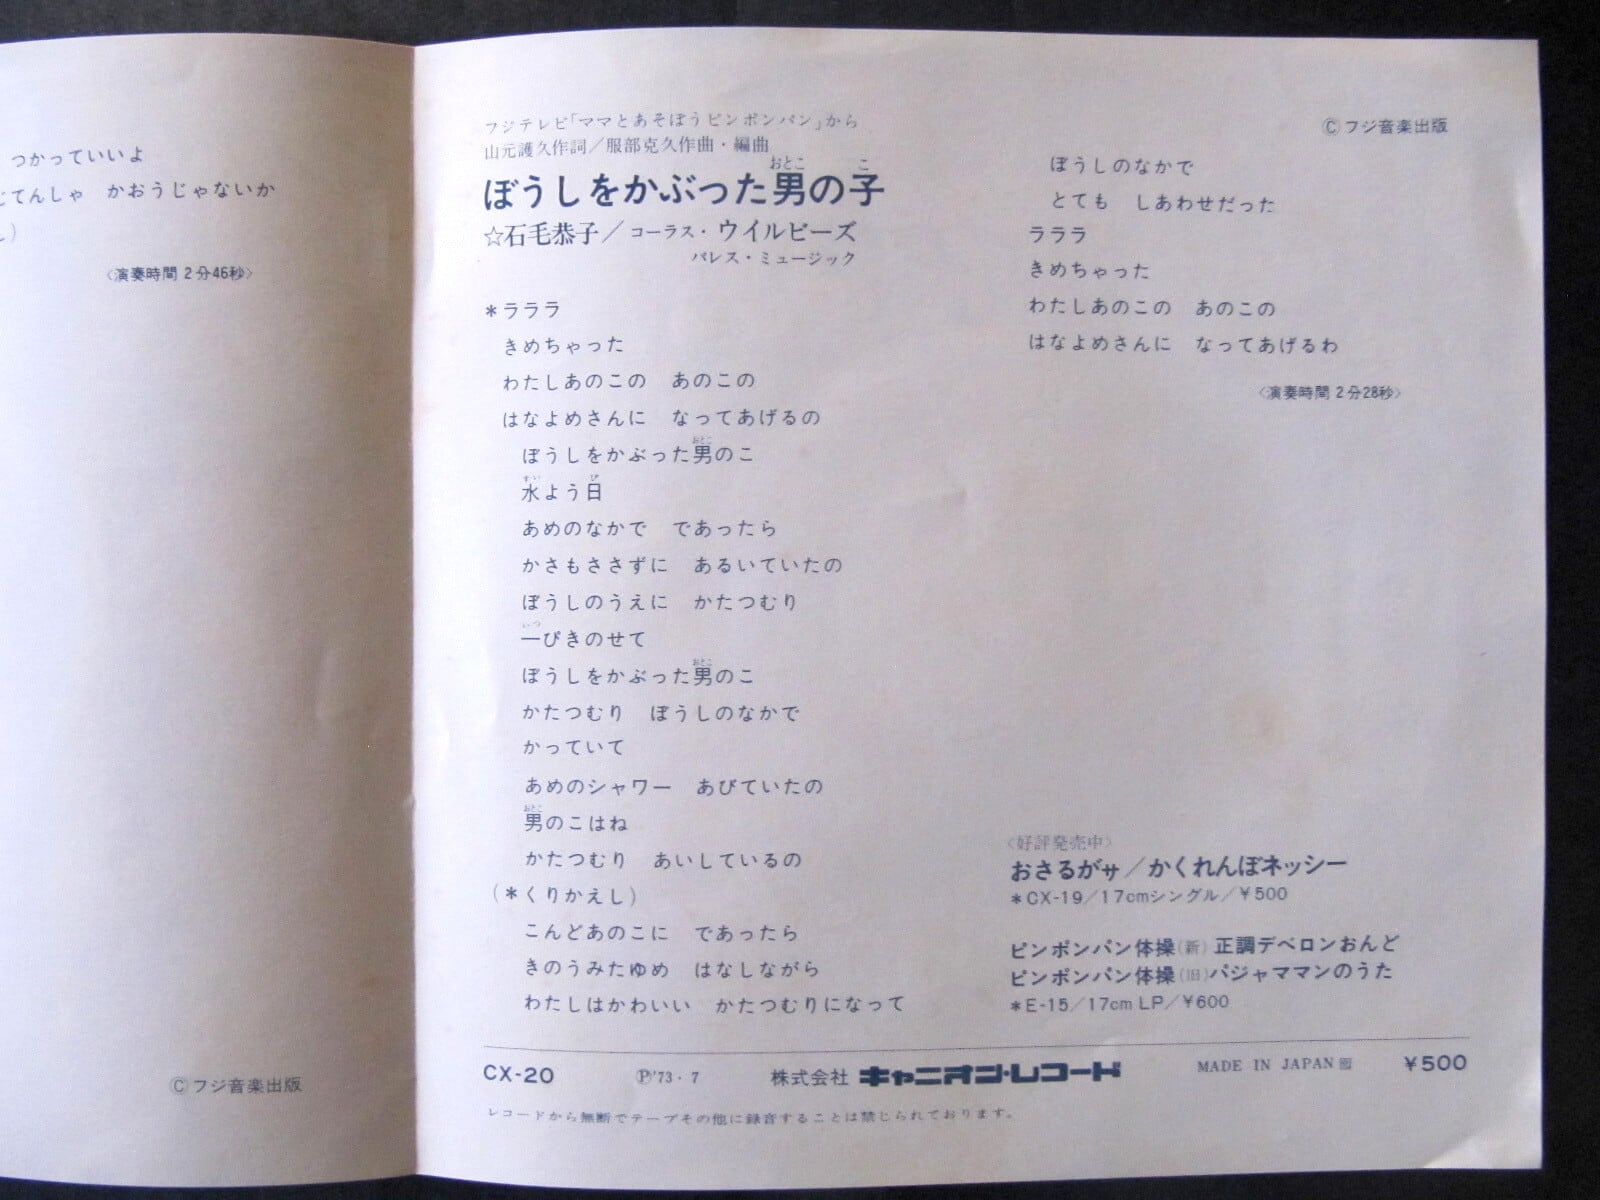 つかっていいよ
じてんしゃ　かおうじゃないか
〈演奏時間 2分46秒〉
Ⓒフジ音楽出版
フジテレビ「ママとあそぼうピンポンパン」から
山元護久作詞／服部克久作曲・編曲
ぼうしをかぶった男の子
☆石毛恭子／コーラス・ウイルビーズ
パレス・ミュージック
＊ラララ
きめちゃった
わたしあのこの　あのこの
はなよめさんに　なってあげるの
ぼうしをかぶった男のこ
水よう日
あめのなかで　であったら
かさもささずに　あるいていたの
ぼうしのうえに　かたつむり
一ぴきのせて
ぼうしをかぶった男のこ
かたつむり　ぼうしのなかで
かっていて
あめのシャワー　あびていたの
男のこはね
かたつむり　あいしているの
(＊くりかえし)
こんどあのこに　であったら
きのうみたゆめ　はなしながら
わたしはかわいい　かたつむりになって
Ⓒフジ音楽出版
ぼうしのなかで
とても　しあわせだった
ラララ
きめちゃった
わたしあのこの　あのこの
はなよめさんに　なってあげるわ
〈演奏時間 2分28秒〉
〈好評発売中〉
おさるがサ／かくれんぼネッシー
＊CX-19／17cmシングル／¥500
ピンポンパン体操(新) 正調デベロンおんど
ピンポンパン体操(旧) パジャママンのうた
＊E-15／17cm LP／¥600
CX-20　Ⓟ'73・7　株式会社 キャニオン・レコード　MADE IN JAPAN　¥500
レコードから無断でテープその他に録音することは禁じられております。